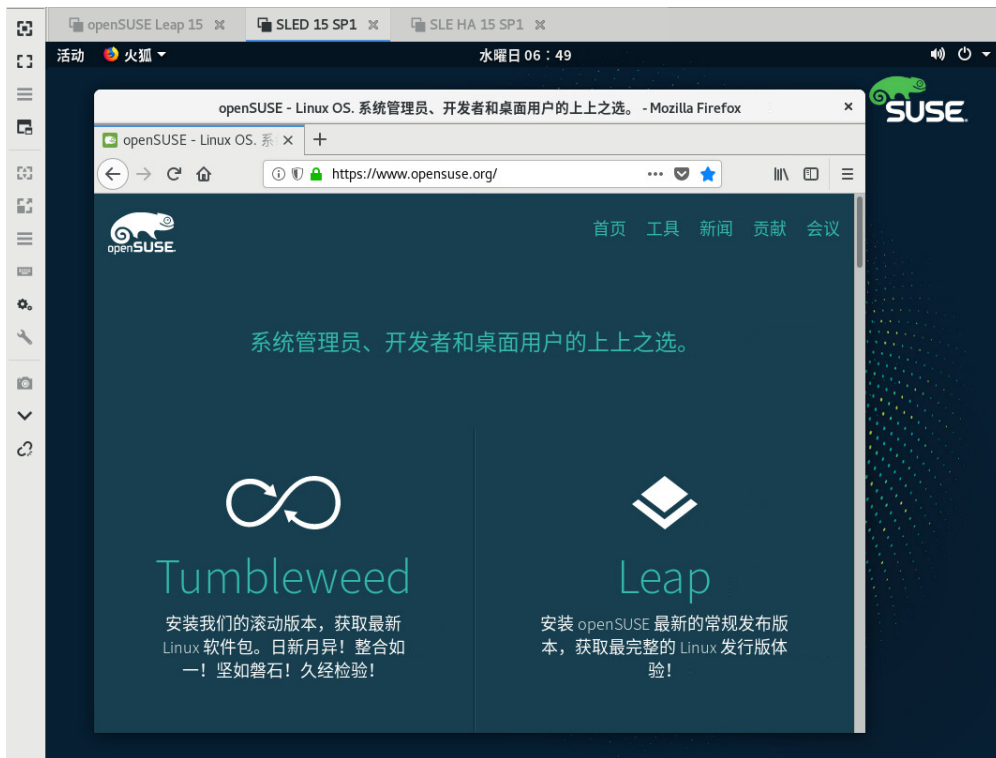 openSUSE Leap 15
SLED 15 SP1
SLE HA 15 SP1
活动 火狐 水曜日 06：49
SUSE.
openSUSE - Linux OS. 系统管理员、开发者和桌面用户的上上之选。 - Mozilla Firefox
openSUSE - Linux OS. 系
https://www.opensuse.org/
openSUSE.
首页 工具 新闻 贡献 会议
系统管理员、开发者和桌面用户的上上之选。
Tumbleweed
安装我们的滚动版本，获取最新
Linux 软件包。日新月异！整合如
一！坚如磐石！久经检验！
Leap
安装 openSUSE 最新的常规发布版
本，获取最完整的 Linux 发行版体
验！